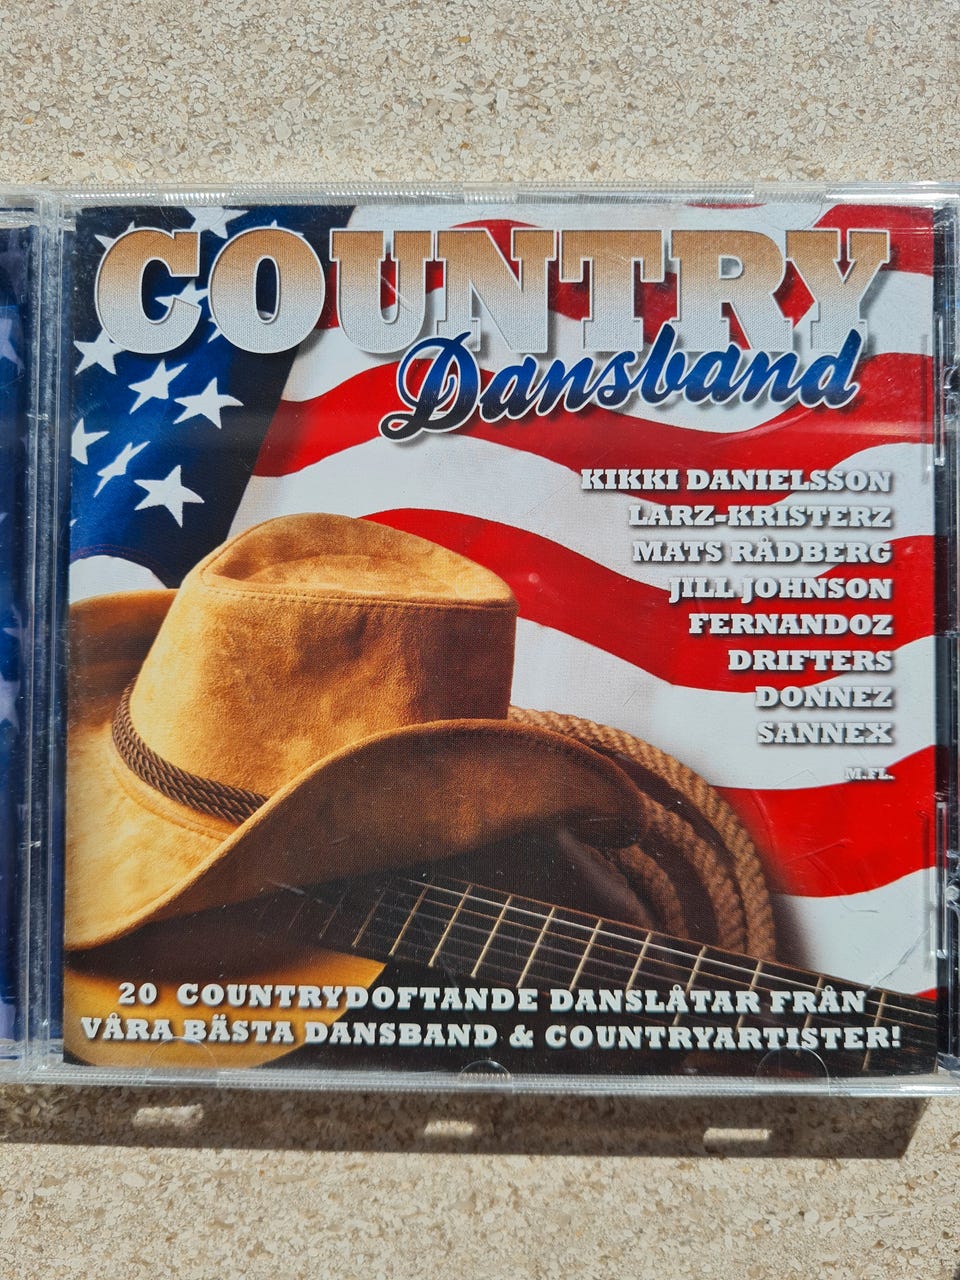 COUNTRY
Dansband
KIKKI DANIELSSON
LARZ-KRISTERZ
MATS RÅDBERG
JILL JOHNSON
FERNANDOZ
DRIFTERS
DONNEZ
SANNEX
M.FL.
20 COUNTRYDOFTANDE DANSLÅTAR FRÅN
VÅRA BÄSTA DANSBAND & COUNTRYARTISTER!